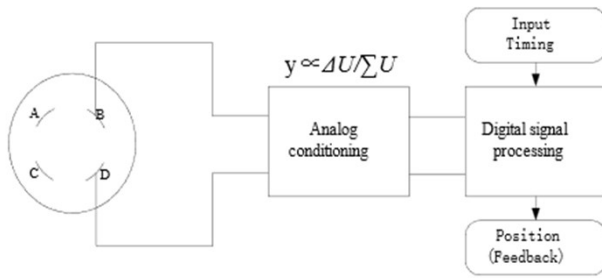 Input
Timing
y∝ΔU/∑U
A
B
C
D
Analog
conditioning
Digital signal
processing
Position
(Feedback)